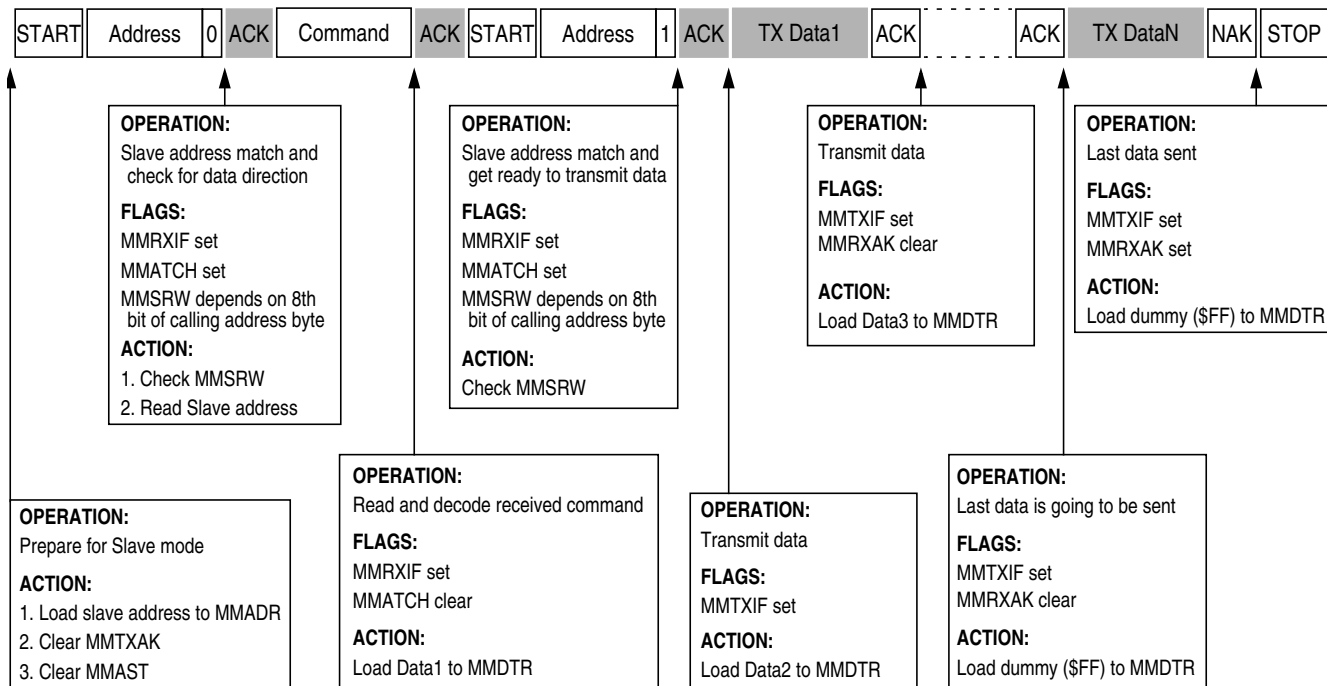 START Address 0 ACK Command ACK START Address 1 ACK TX Data1 ACK ACK TX DataN NAK STOP
OPERATION:
Slave address match and
check for data direction
FLAGS:
MMRXIF set
MMATCH set
MMSRW depends on 8th
bit of calling address byte
ACTION:
1. Check MMSRW
2. Read Slave address
OPERATION:
Slave address match and
get ready to transmit data
FLAGS:
MMRXIF set
MMATCH set
MMSRW depends on 8th
bit of calling address byte
ACTION:
Check MMSRW
OPERATION:
Transmit data
FLAGS:
MMTXIF set
MMRXAK clear
ACTION:
Load Data3 to MMDTR
OPERATION:
Last data sent
FLAGS:
MMTXIF set
MMRXAK set
ACTION:
Load dummy ($FF) to MMDTR
OPERATION:
Prepare for Slave mode
ACTION:
1. Load slave address to MMADR
2. Clear MMTXAK
3. Clear MMAST
OPERATION:
Read and decode received command
FLAGS:
MMRXIF set
MMATCH clear
ACTION:
Load Data1 to MMDTR
OPERATION:
Transmit data
FLAGS:
MMTXIF set
ACTION:
Load Data2 to MMDTR
OPERATION:
Last data is going to be sent
FLAGS:
MMTXIF set
MMRXAK clear
ACTION:
Load dummy ($FF) to MMDTR